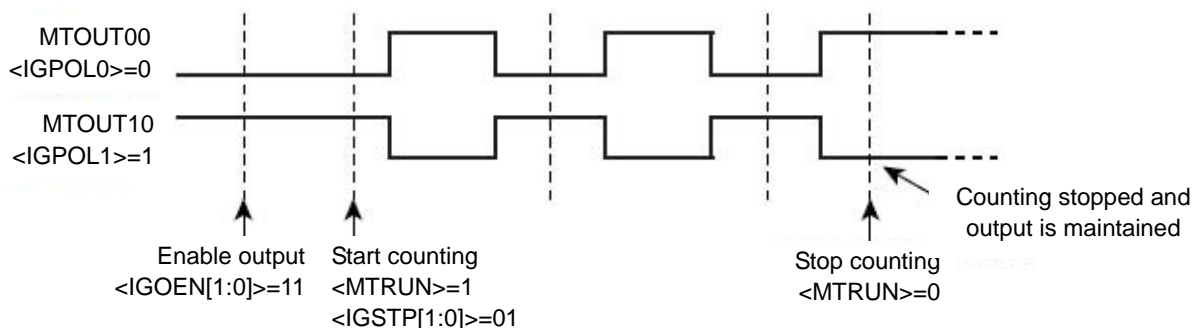 MTOUT00
<IGPOL0>=0
MTOUT10
<IGPOL1>=1
Counting stopped and
output is maintained
Enable output
<IGOEN[1:0]>=11
Start counting
<MTRUN>=1
<IGSTP[1:0]>=01
Stop counting
<MTRUN>=0